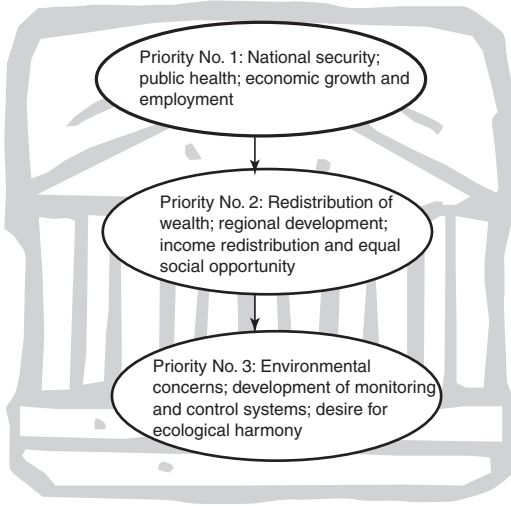 Priority No. 1: National security;
public health; economic growth and
employment
Priority No. 2: Redistribution of
wealth; regional development;
income redistribution and equal
social opportunity
Priority No. 3: Environmental
concerns; development of monitoring
and control systems; desire for
ecological harmony